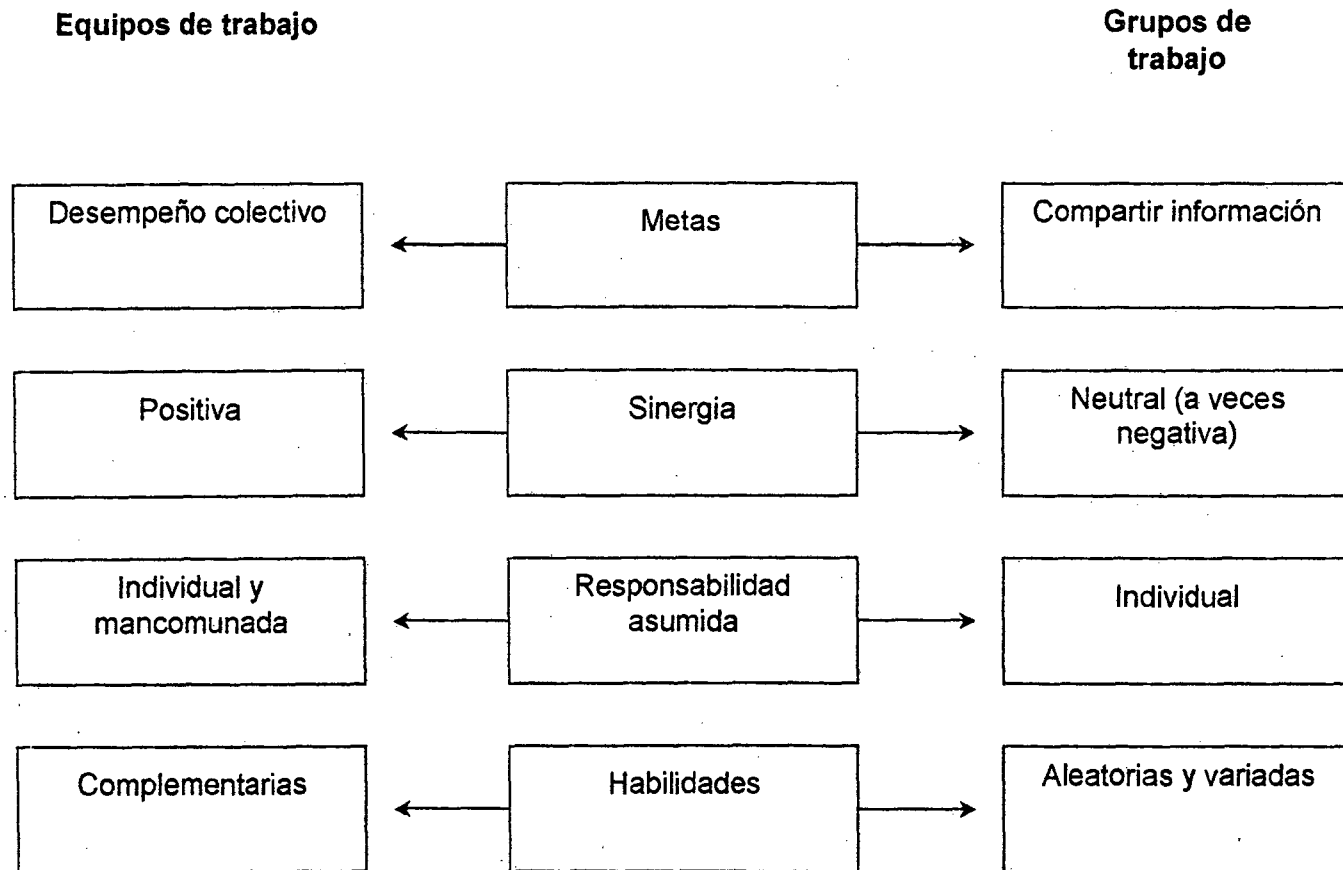 Equipos de trabajo
Grupos de
trabajo
Desempeño colectivo
Metas
Compartir información
Positiva
Sinergia
Neutral (a veces
negativa)
Individual y
mancomunada
Responsabilidad
asumida
Individual
Complementarias
Habilidades
Aleatorias y variadas